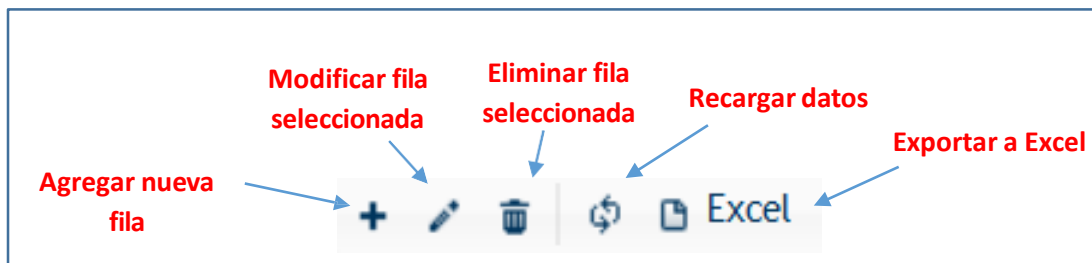 Modificar fila
seleccionada
Eliminar fila
seleccionada
Recargar datos
Exportar a Excel
Agregar nueva
fila
Excel